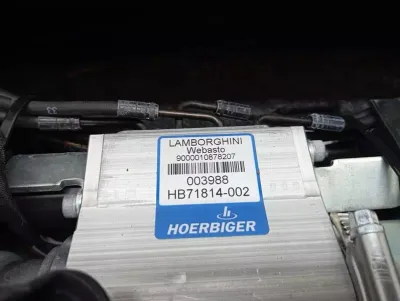 LAMBORGHINI
Webasto
9000010878207
003988
HB71814-002
HOERBIGER